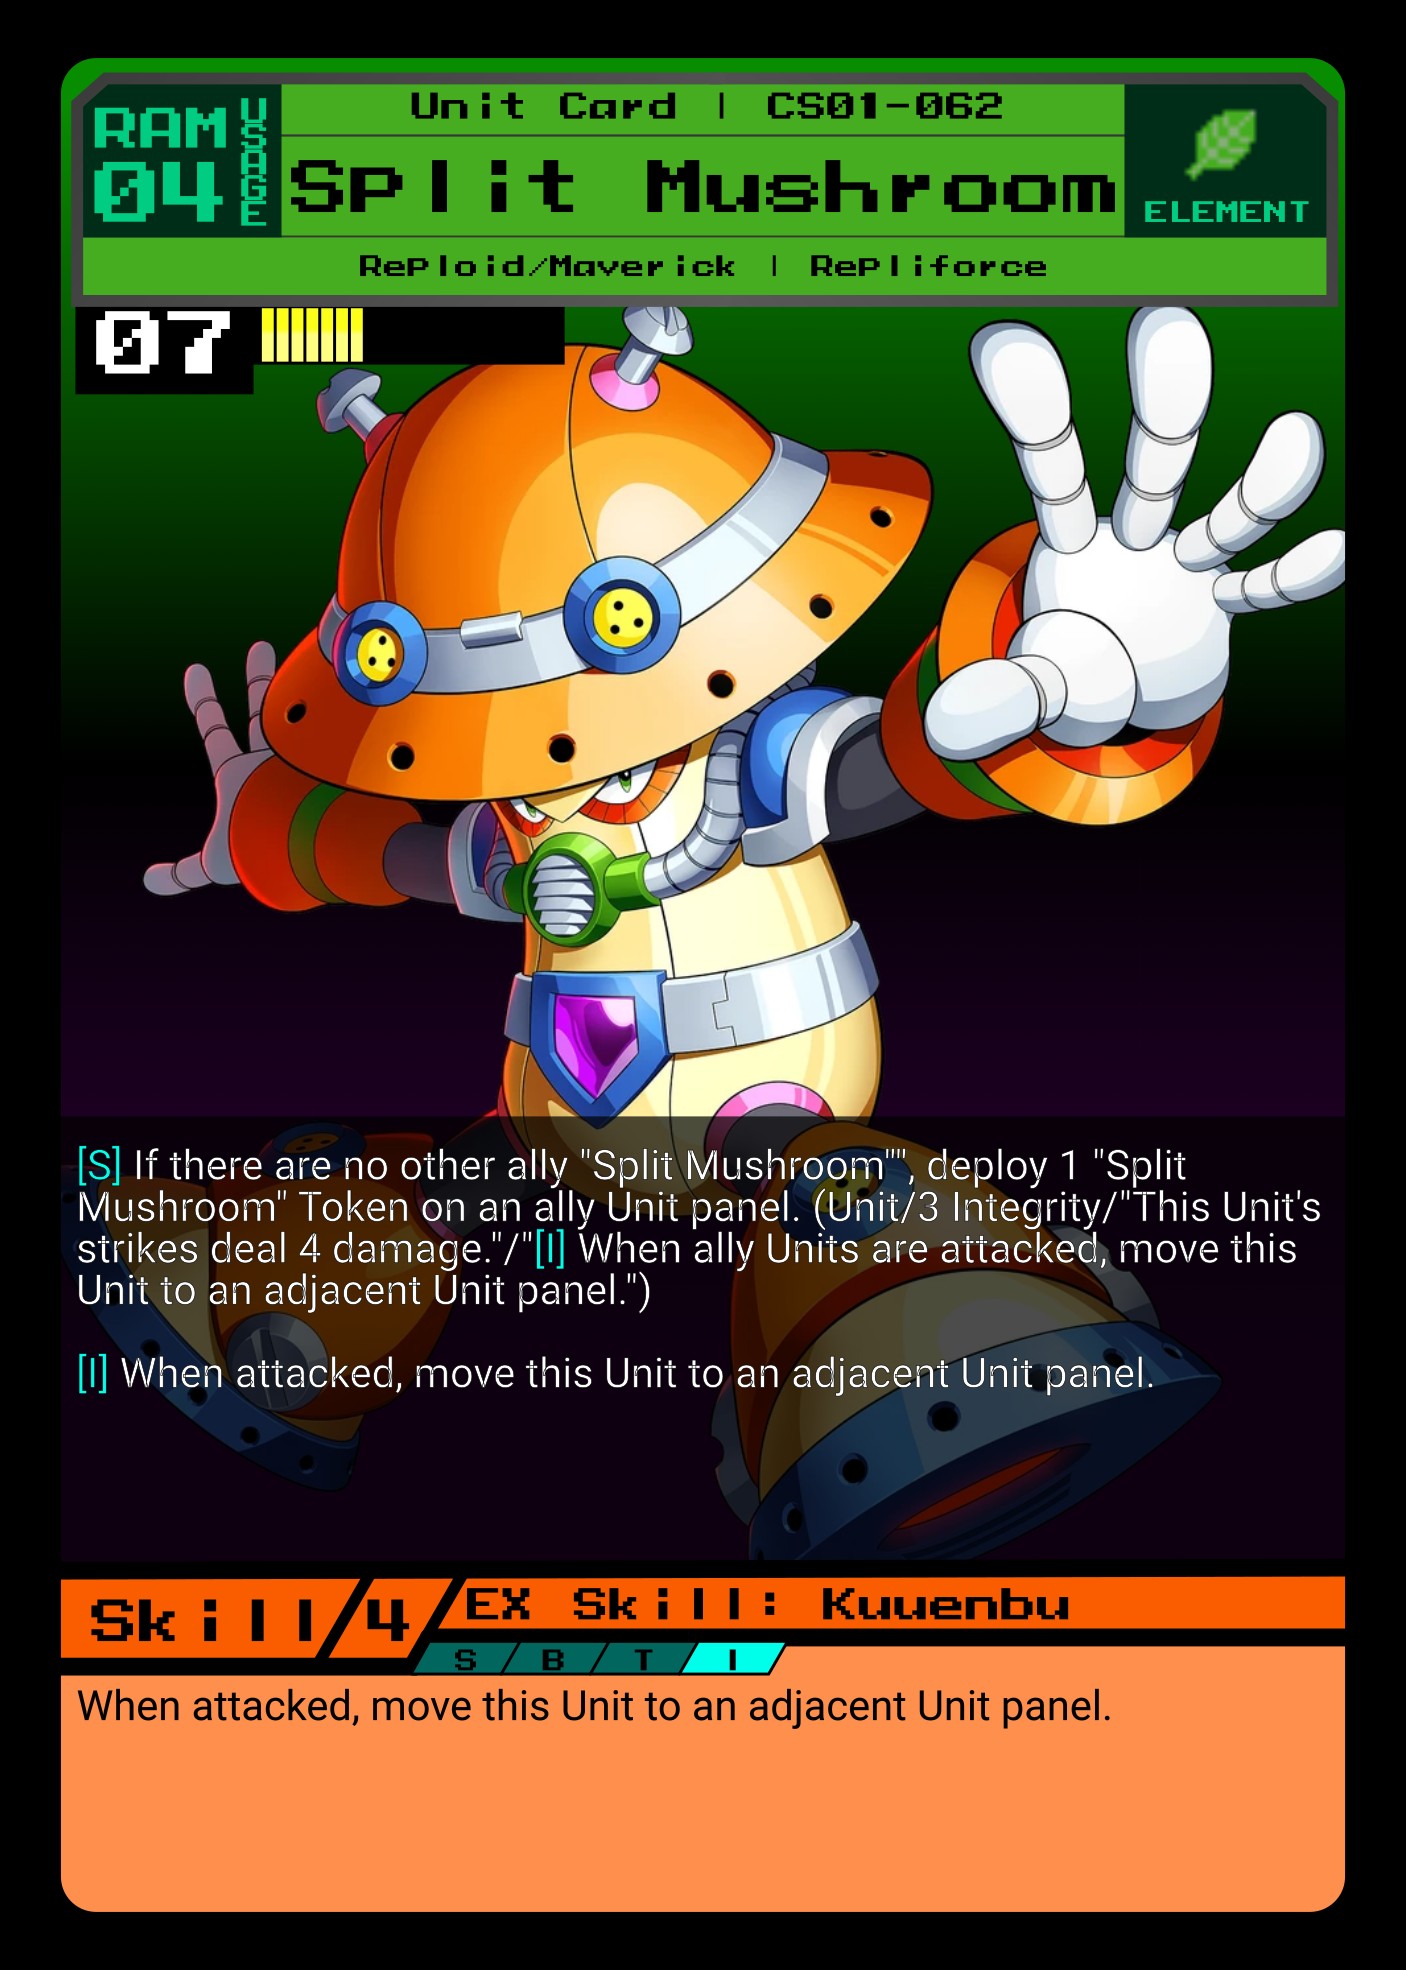 RAM
04
USAGE
Unit Card | CS01-062
Split Mushroom
ELEMENT
Reploid/Maverick | Repliforce
07
[S] If there are no other ally "Split Mushroom"", deploy 1 "Split
Mushroom" Token on an ally Unit panel. (Unit/3 Integrity/"This Unit's
strikes deal 4 damage."/"[I] When ally Units are attacked, move this
Unit to an adjacent Unit panel.")
[I] When attacked, move this Unit to an adjacent Unit panel.
Skill/4
EX Skill: Kuuenbu
S / B / T / I
When attacked, move this Unit to an adjacent Unit panel.